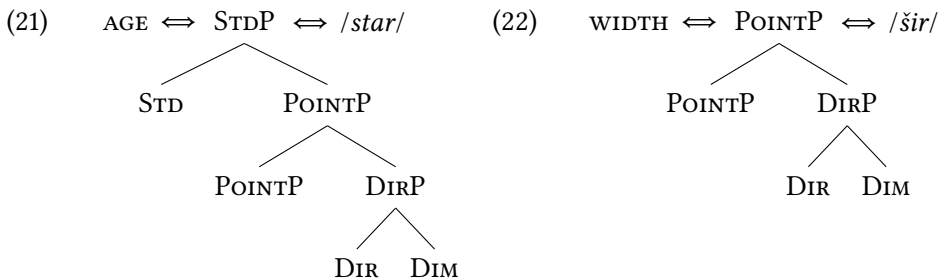 (21) AGE ⇔ STDP ⇔ /star/ (22) WIDTH ⇔ POINTP ⇔ /šir/
STD POINTP POINTP DIRP
POINTP DIRP DIR DIM
DIR DIM